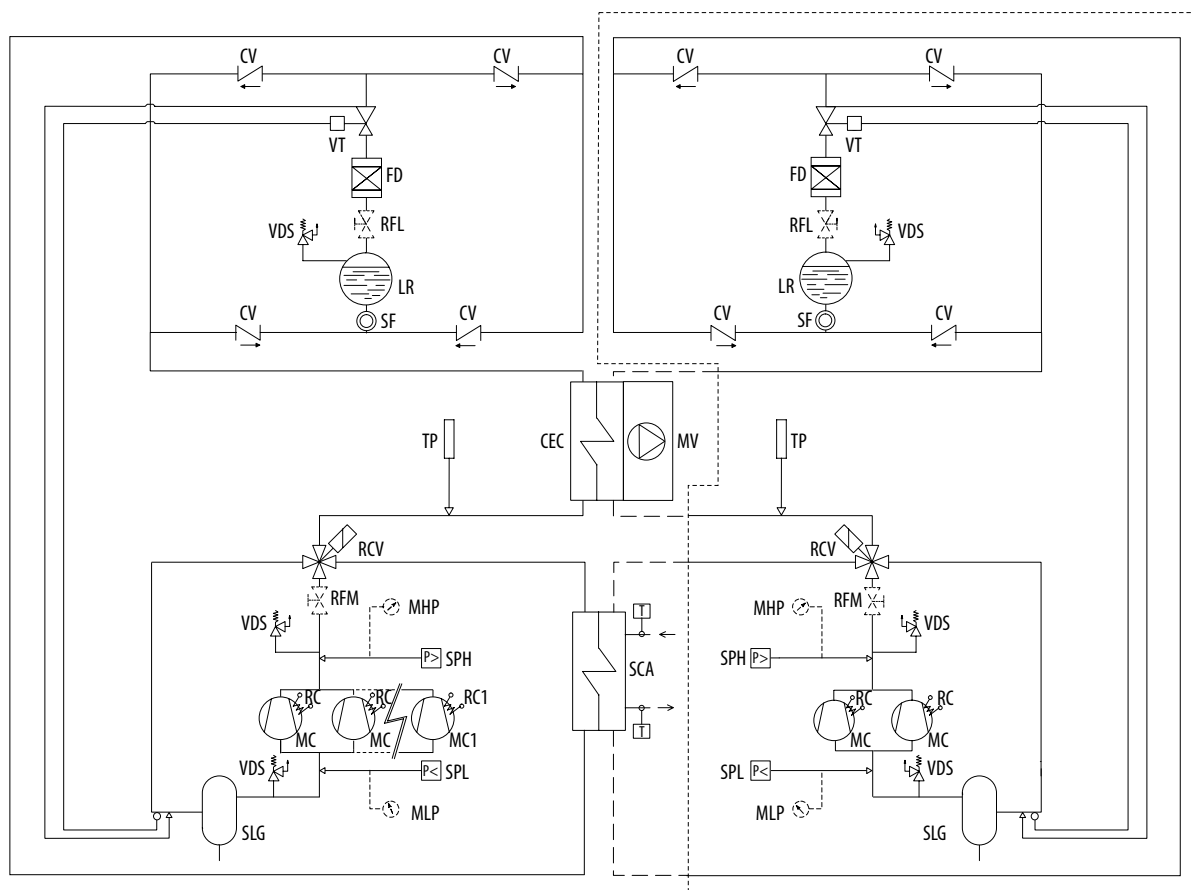 CV CV CV CV
VT VT
FD FD
RFL RFL
VDS VDS
LR LR
SF SF
CV CV CV CV
TP CEC MV TP
RCV RCV
RFM MHP T MHP RFM
VDS VDS
P> SPH SCA SPH P>
RC RC RC1 RC RC
MC MC MC1 T MC MC
VDS P< SPL SPL P< VDS
MLP MLP
SLG SLG